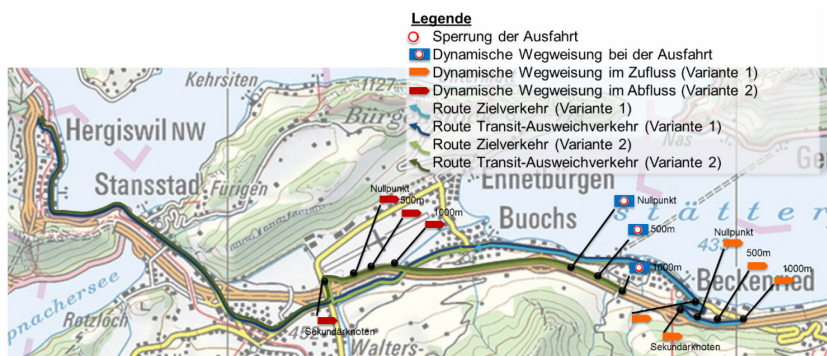 Legende
Sperrung der Ausfahrt
Dynamische Wegweisung bei der Ausfahrt
Dynamische Wegweisung im Zufluss (Variante 1)
Dynamische Wegweisung im Abfluss (Variante 2)
Route Zielverkehr (Variante 1)
Route Transit-Ausweichverkehr (Variante 1)
Route Zielverkehr (Variante 2)
Route Transit-Ausweichverkehr (Variante 2)
Kehrsiten
1127
Hergiswil NW
Stansstad
Fürigen
Ennetbürgen
Nullpunkt
500m
1000m
Buochs
Nullpunkt
500m
1000m
stätter
Nullpunkt
500m
1000m
Beckenried
Rotzloch
Sekundärknoten
Sekundärknoten